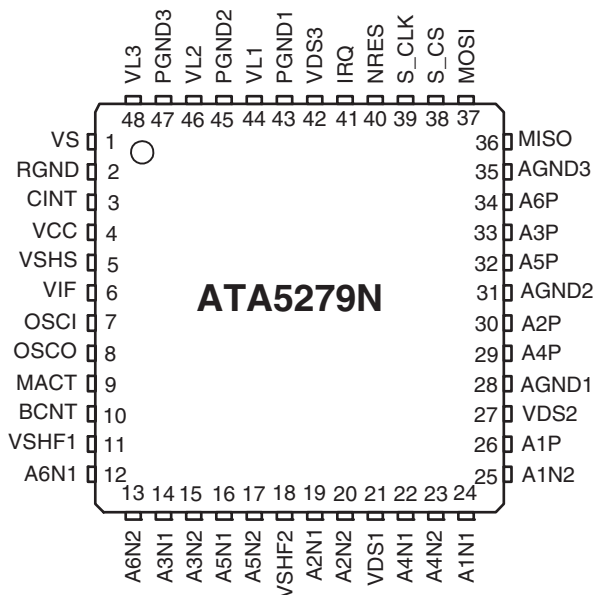 VL3 PGND3 VL2 PGND2 VL1 PGND1 VDS3 IRQ NRES S_CLK S_CS MOSI
48 47 46 45 44 43 42 41 40 39 38 37
VS 1 36 MISO
RGND 2 35 AGND3
CINT 3 34 A6P
VCC 4 33 A3P
VSHS 5 32 A5P
VIF 6 ATA5279N 31 AGND2
OSCI 7 30 A2P
OSCO 8 29 A4P
MACT 9 28 AGND1
BCNT 10 27 VDS2
VSHF1 11 26 A1P
A6N1 12 25 A1N2
13 14 15 16 17 18 19 20 21 22 23 24
A6N2 A3N1 A3N2 A5N1 A5N2 VSHF2 A2N1 A2N2 VDS1 A4N1 A4N2 A1N1